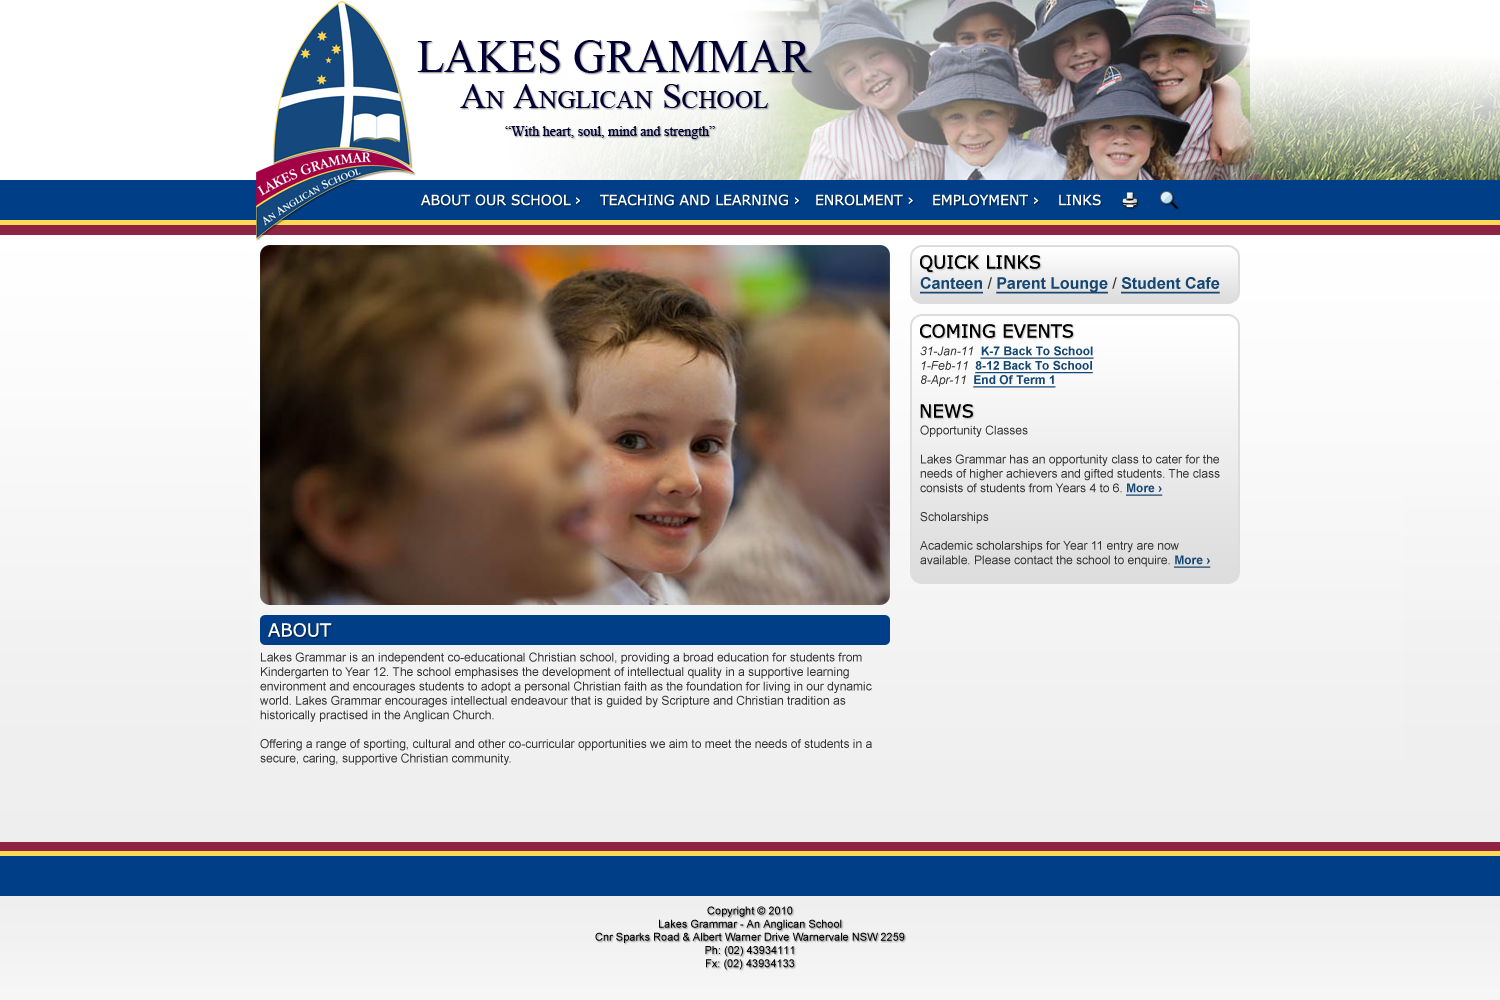 LAKES GRAMMAR
AN ANGLICAN SCHOOL
“With heart, soul, mind and strength”
LAKES GRAMMAR
AN ANGLICAN SCHOOL
ABOUT OUR SCHOOL › TEACHING AND LEARNING › ENROLMENT › EMPLOYMENT › LINKS
QUICK LINKS
Canteen / Parent Lounge / Student Cafe
COMING EVENTS
31-Jan-11 K-7 Back To School
1-Feb-11 8-12 Back To School
8-Apr-11 End Of Term 1
NEWS
Opportunity Classes
Lakes Grammar has an opportunity class to cater for the
needs of higher achievers and gifted students. The class
consists of students from Years 4 to 6. More ›
Scholarships
Academic scholarships for Year 11 entry are now
available. Please contact the school to enquire. More ›
ABOUT
Lakes Grammar is an independent co-educational Christian school, providing a broad education for students from
Kindergarten to Year 12. The school emphasises the development of intellectual quality in a supportive learning
environment and encourages students to adopt a personal Christian faith as the foundation for living in our dynamic
world. Lakes Grammar encourages intellectual endeavour that is guided by Scripture and Christian tradition as
historically practised in the Anglican Church.
Offering a range of sporting, cultural and other co-curricular opportunities we aim to meet the needs of students in a
secure, caring, supportive Christian community.
Copyright © 2010
Lakes Grammar - An Anglican School
Cnr Sparks Road & Albert Warner Drive Warnervale NSW 2259
Ph: (02) 43934111
Fx: (02) 43934133